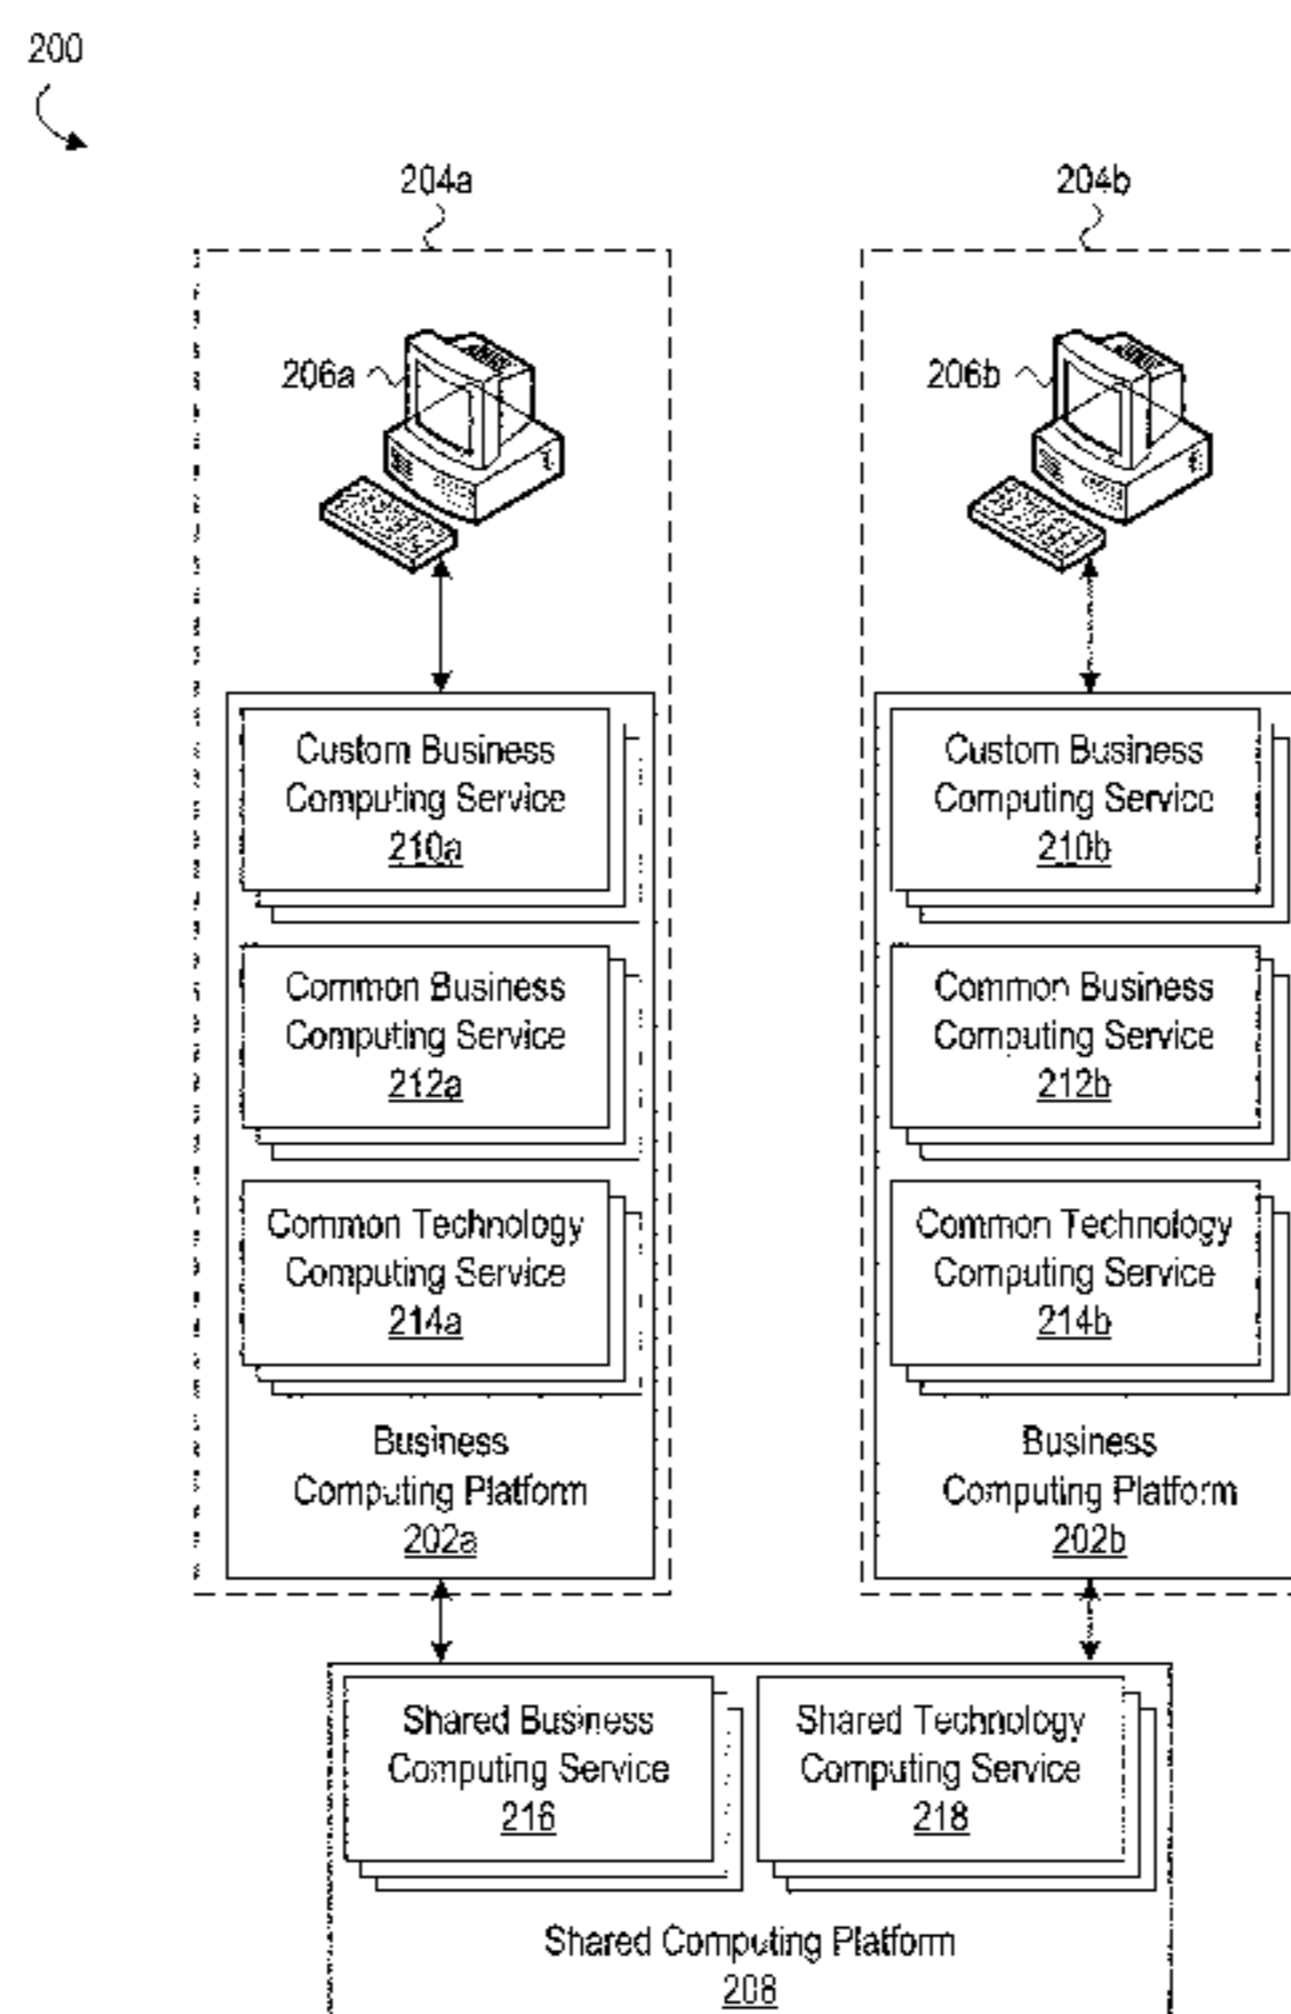 200
204a
204b
206a
206b
Custom Business
Computing Service
210a
Common Business
Computing Service
212a
Common Technology
Computing Service
214a
Business
Computing Platform
202a
Custom Business
Computing Service
210b
Common Business
Computing Service
212b
Common Technology
Computing Service
214b
Business
Computing Platform
202b
Shared Business
Computing Service
216
Shared Technology
Computing Service
218
Shared Computing Platform
208